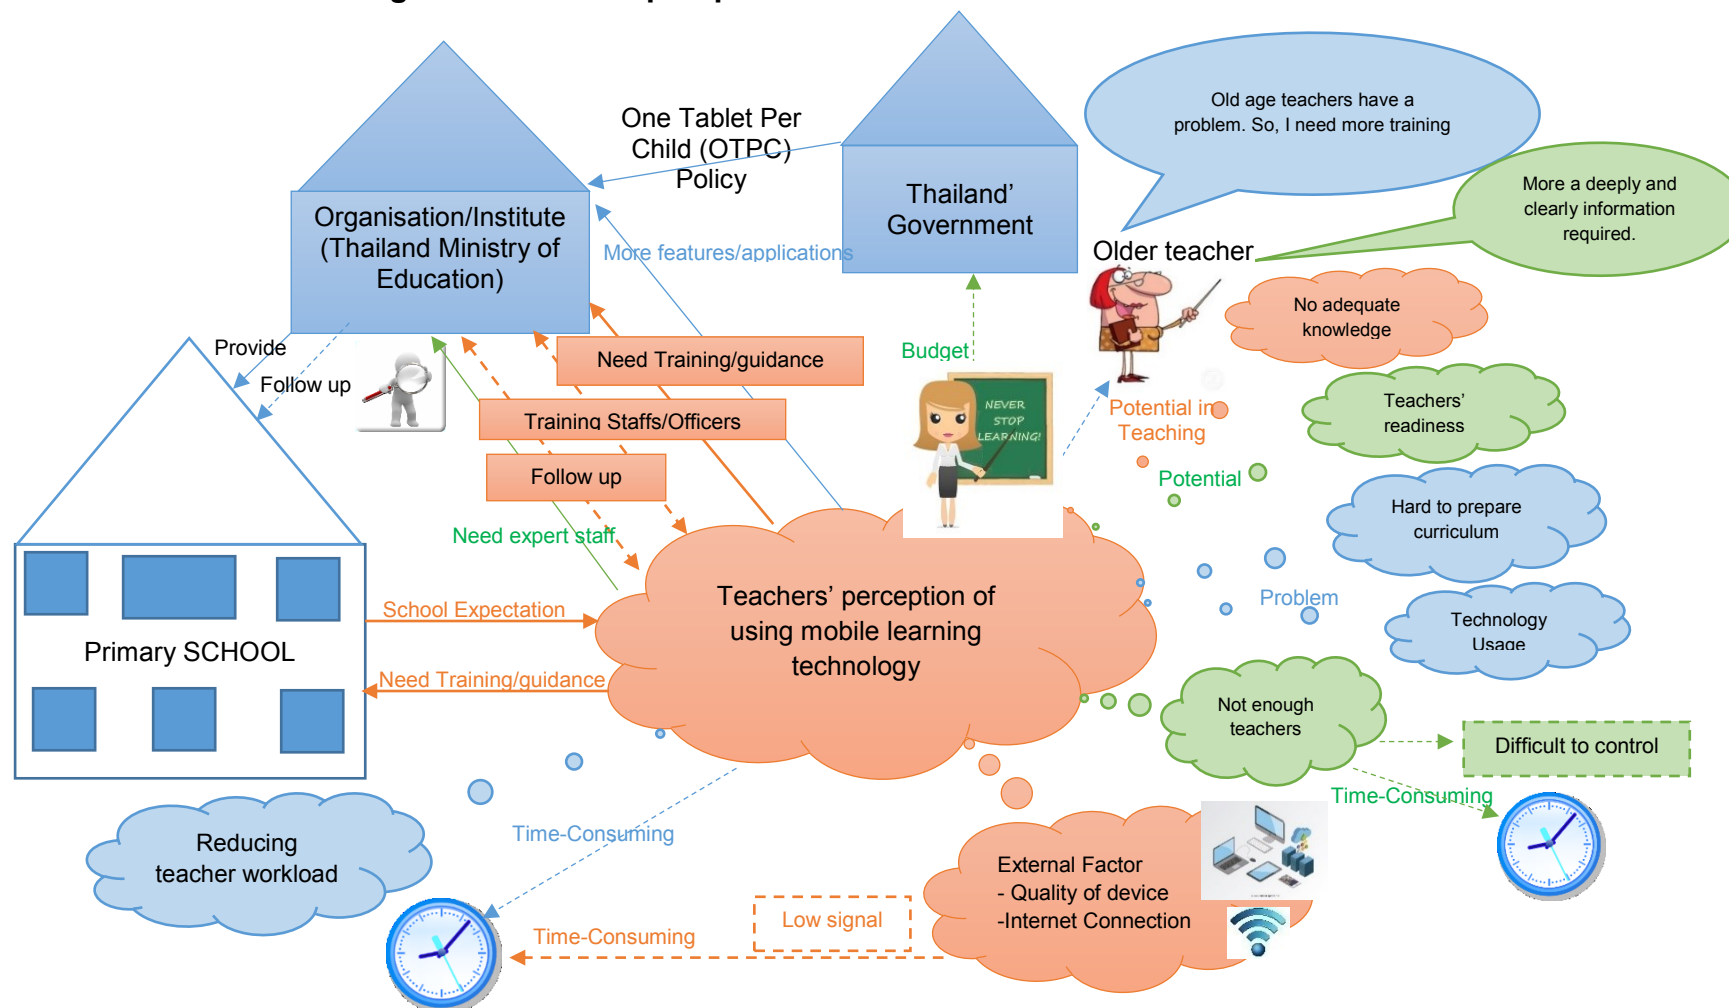 One Tablet Per
Child (OTPC)
Policy
Old age teachers have a
problem. So, I need more training
More a deeply and
clearly information
required.
Organisation/Institute
(Thailand Ministry of
Education)
Thailand'
Government
More features/applications
Older teacher
No adequate
knowledge
Provide
Follow up
Need Training/guidance
Budget
Training Staffs/Officers
NEVER
STOP
LEARNING!
Potential in
Teaching
Teachers'
readiness
Follow up
Potential
Need expert staff
Hard to prepare
curriculum
Teachers' perception of
using mobile learning
technology
School Expectation
Problem
Technology
Usage
Primary SCHOOL
Need Training/guidance
Not enough
teachers
Difficult to control
Time-Consuming
Reducing
teacher workload
Time-Consuming
External Factor
- Quality of device
-Internet Connection
Low signal
Time-Consuming